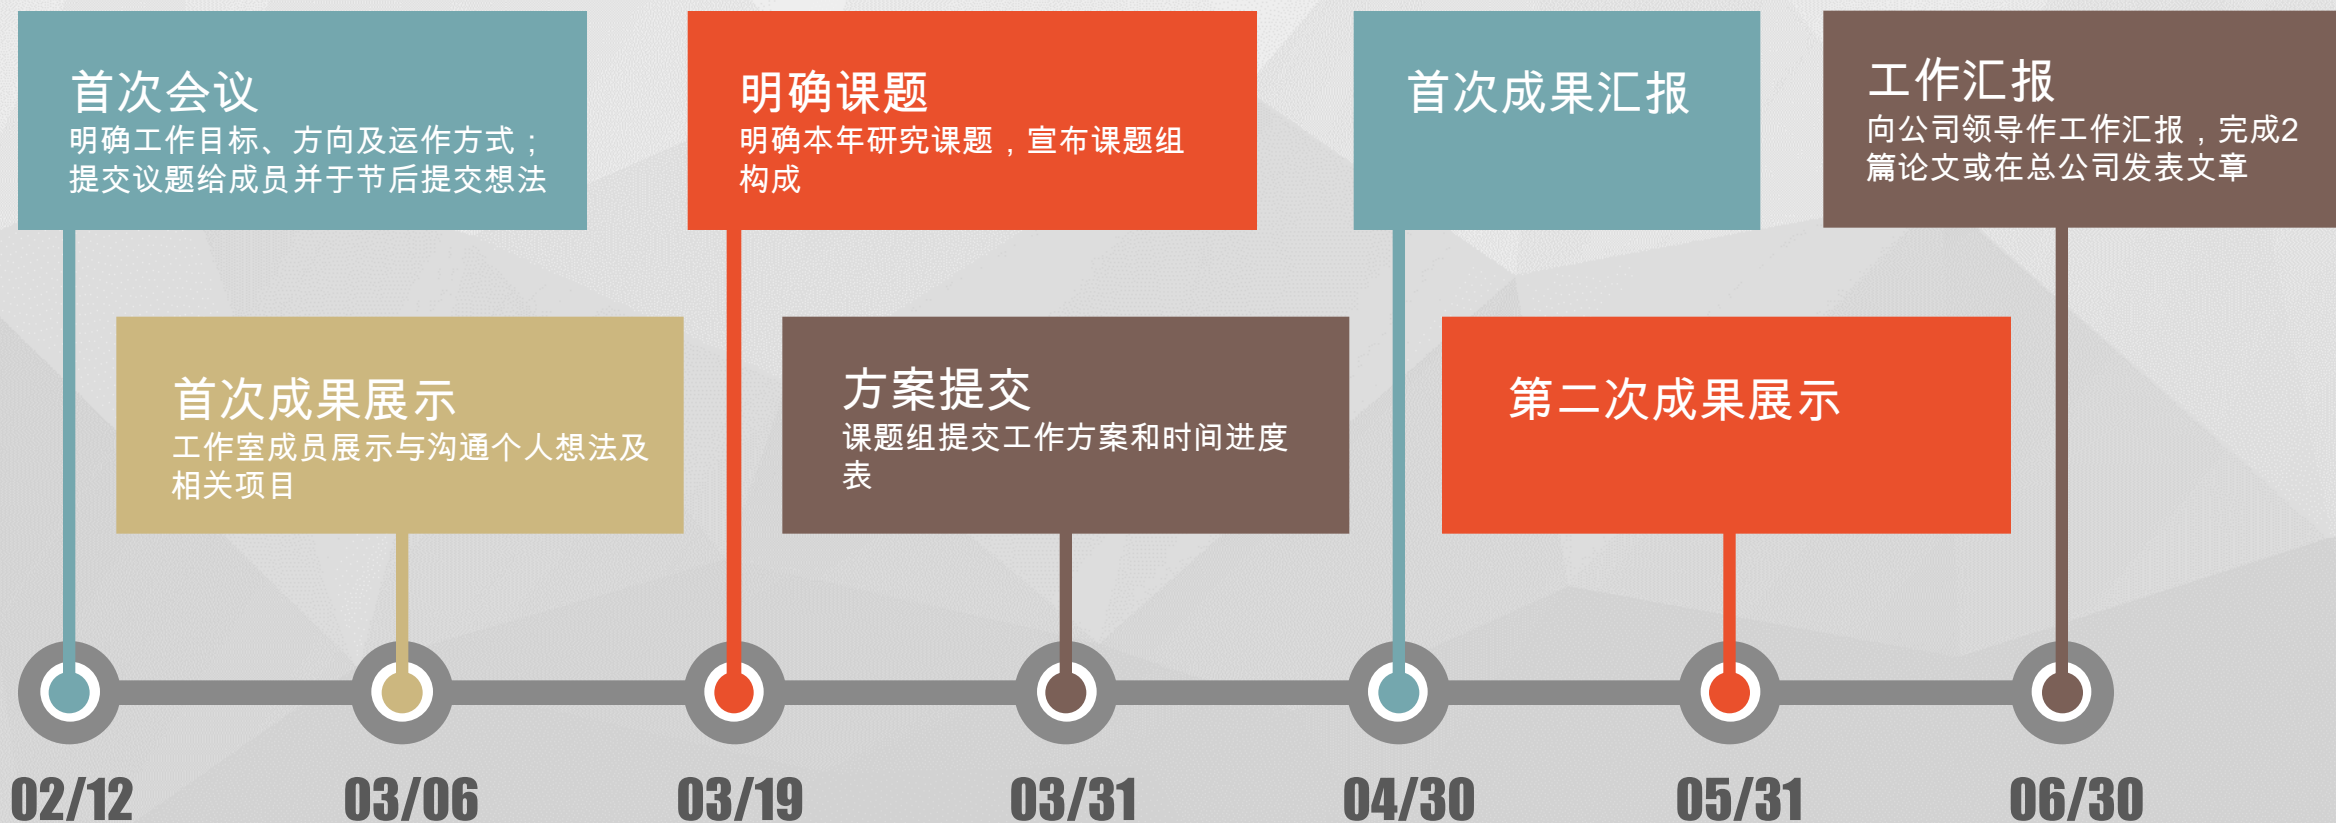 首次会议
明确工作目标、方向及运作方式；
提交议题给成员并于节后提交想法
明确课题
明确本年研究课题，宣布课题组
构成
首次成果汇报
工作汇报
向公司领导作工作汇报，完成2
篇论文或在总公司发表文章
首次成果展示
工作室成员展示与沟通个人想法及
相关项目
方案提交
课题组提交工作方案和时间进度
表
第二次成果展示
02/12
03/06
03/19
03/31
04/30
05/31
06/30